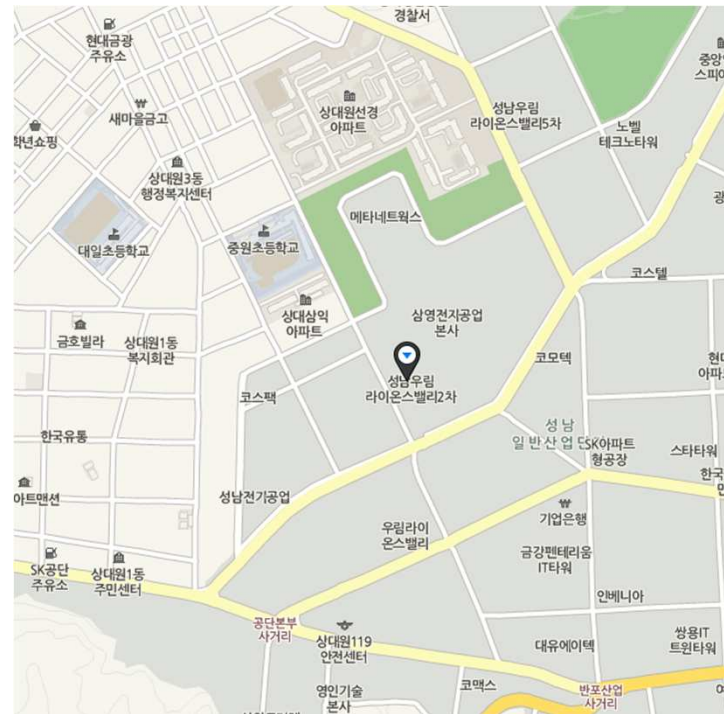 경찰서
현대금광
주유소
중앙
스피
상대원선경
아파트
성남우림
라이온스밸리5차
노벨
테크노타워
새마을금고
학년쇼핑
상대원3동
행정복지센터
광
메타네트웍스
대일초등학교
중원초등학교
코스텔
상대삼익
아파트
상영전지공업
본사
금호빌라
상대원1동
복지회관
코모텍
현대
아파
성남우림
라이온스밸리2차
코스팩
한국유통
성남
일반산업단
SK아파트
형공장
스타타워
한국
아트맨션
성남전기공업
우림라이
온스밸리
기업은행
금강펜테리움
IT타워
SK공단
주유소
상대원1동
주민센터
인베니아
공단본부
사거리
상대원119
안전센터
대유에이텍
쌍용IT
트윈타워
영인기술
본사
코맥스
반포산업
사거리